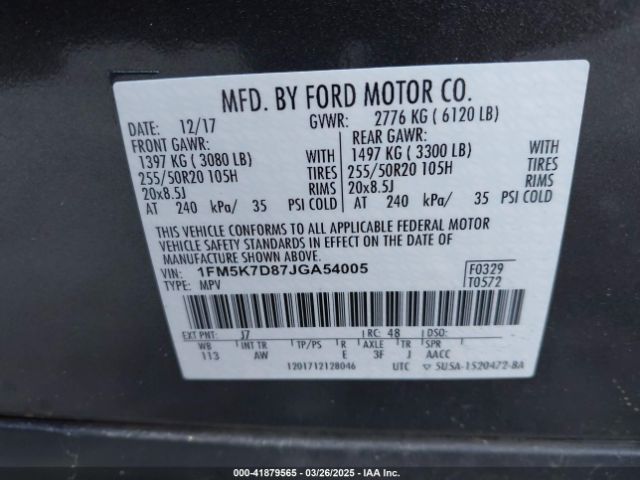 MFD. BY FORD MOTOR CO.
DATE: 12/17 GVWR: 2776 KG ( 6120 LB)
FRONT GAWR: REAR GAWR:
1397 KG ( 3080 LB) WITH 1497 KG ( 3300 LB) WITH
255/50R20 105H TIRES 255/50R20 105H TIRES
20x8.5J RIMS 20x8.5J RIMS
AT 240 kPa/ 35 PSI COLD AT 240 kPa/ 35 PSI COLD
THIS VEHICLE CONFORMS TO ALL APPLICABLE FEDERAL MOTOR
VEHICLE SAFETY STANDARDS IN EFFECT ON THE DATE OF
MANUFACTURE SHOWN ABOVE.
VIN: 1FM5K7D87JGA54005 F0329
TYPE: MPV T0572
EXT PNT: J7 RC: 48 DSO:
WB INT TR TP/PS R AXLE TR SPR
113 AW E 3F J AACC
1201712128046 UTC ▽ 5U5A-1520472-BA
000-41879565 | 03/26/2025 | IAA Inc.